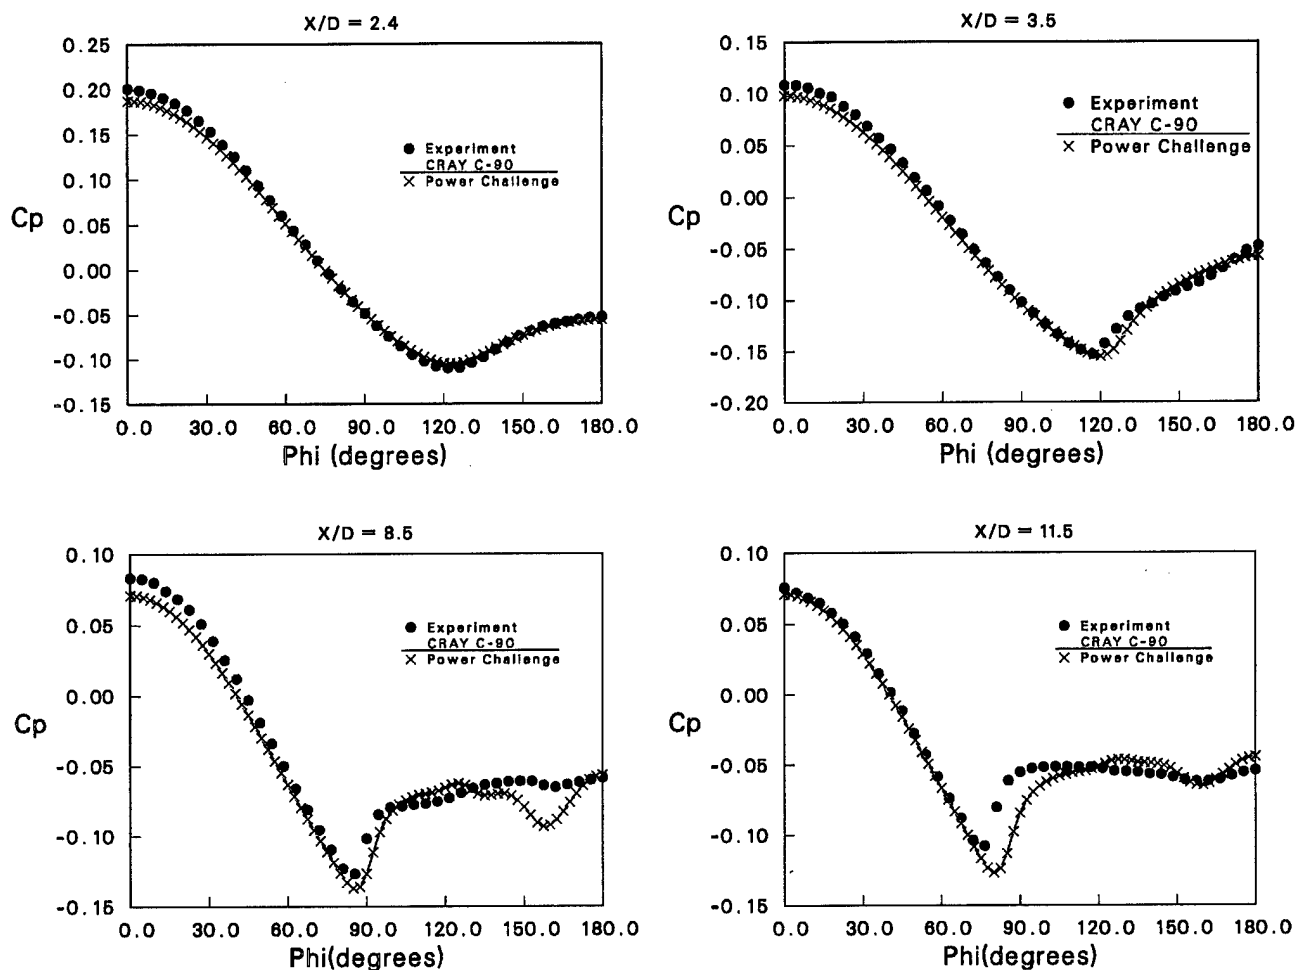 X/D = 2.4
0.25
0.20
0.15
0.10
0.05
0.00
-0.05
-0.10
-0.15
Cp
Experiment
CRAY C-90
Power Challenge
0.0 30.0 60.0 90.0 120.0 150.0 180.0
Phi (degrees)
X/D = 3.5
0.15
0.10
0.05
0.00
-0.05
-0.10
-0.15
-0.20
Cp
Experiment
CRAY C-90
Power Challenge
0.0 30.0 60.0 90.0 120.0 150.0 180.0
Phi (degrees)
X/D = 8.5
0.10
0.05
0.00
-0.05
-0.10
-0.15
Cp
Experiment
CRAY C-90
Power Challenge
0.0 30.0 60.0 90.0 120.0 150.0 180.0
Phi(degrees)
X/D = 11.5
0.10
0.05
0.00
-0.05
-0.10
-0.15
Cp
Experiment
CRAY C-90
Power Challenge
0.0 30.0 60.0 90.0 120.0 150.0 180.0
Phi(degrees)